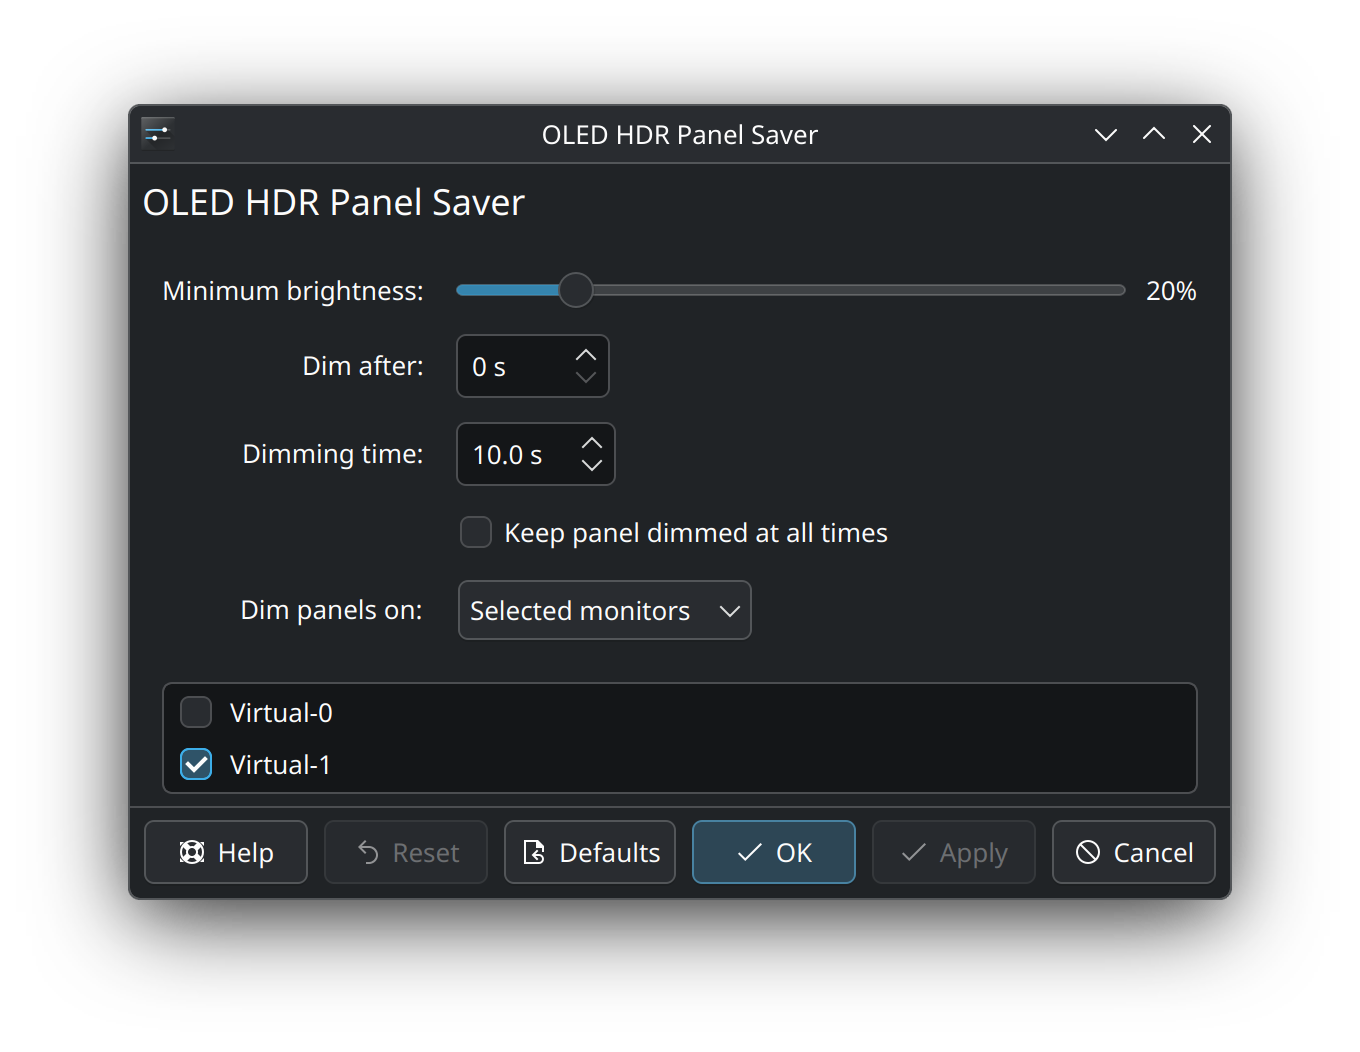 OLED HDR Panel Saver
OLED HDR Panel Saver
Minimum brightness: 20%
Dim after: 0 s
Dimming time: 10.0 s
Keep panel dimmed at all times
Dim panels on: Selected monitors
Virtual-0
Virtual-1
Help Reset Defaults OK Apply Cancel